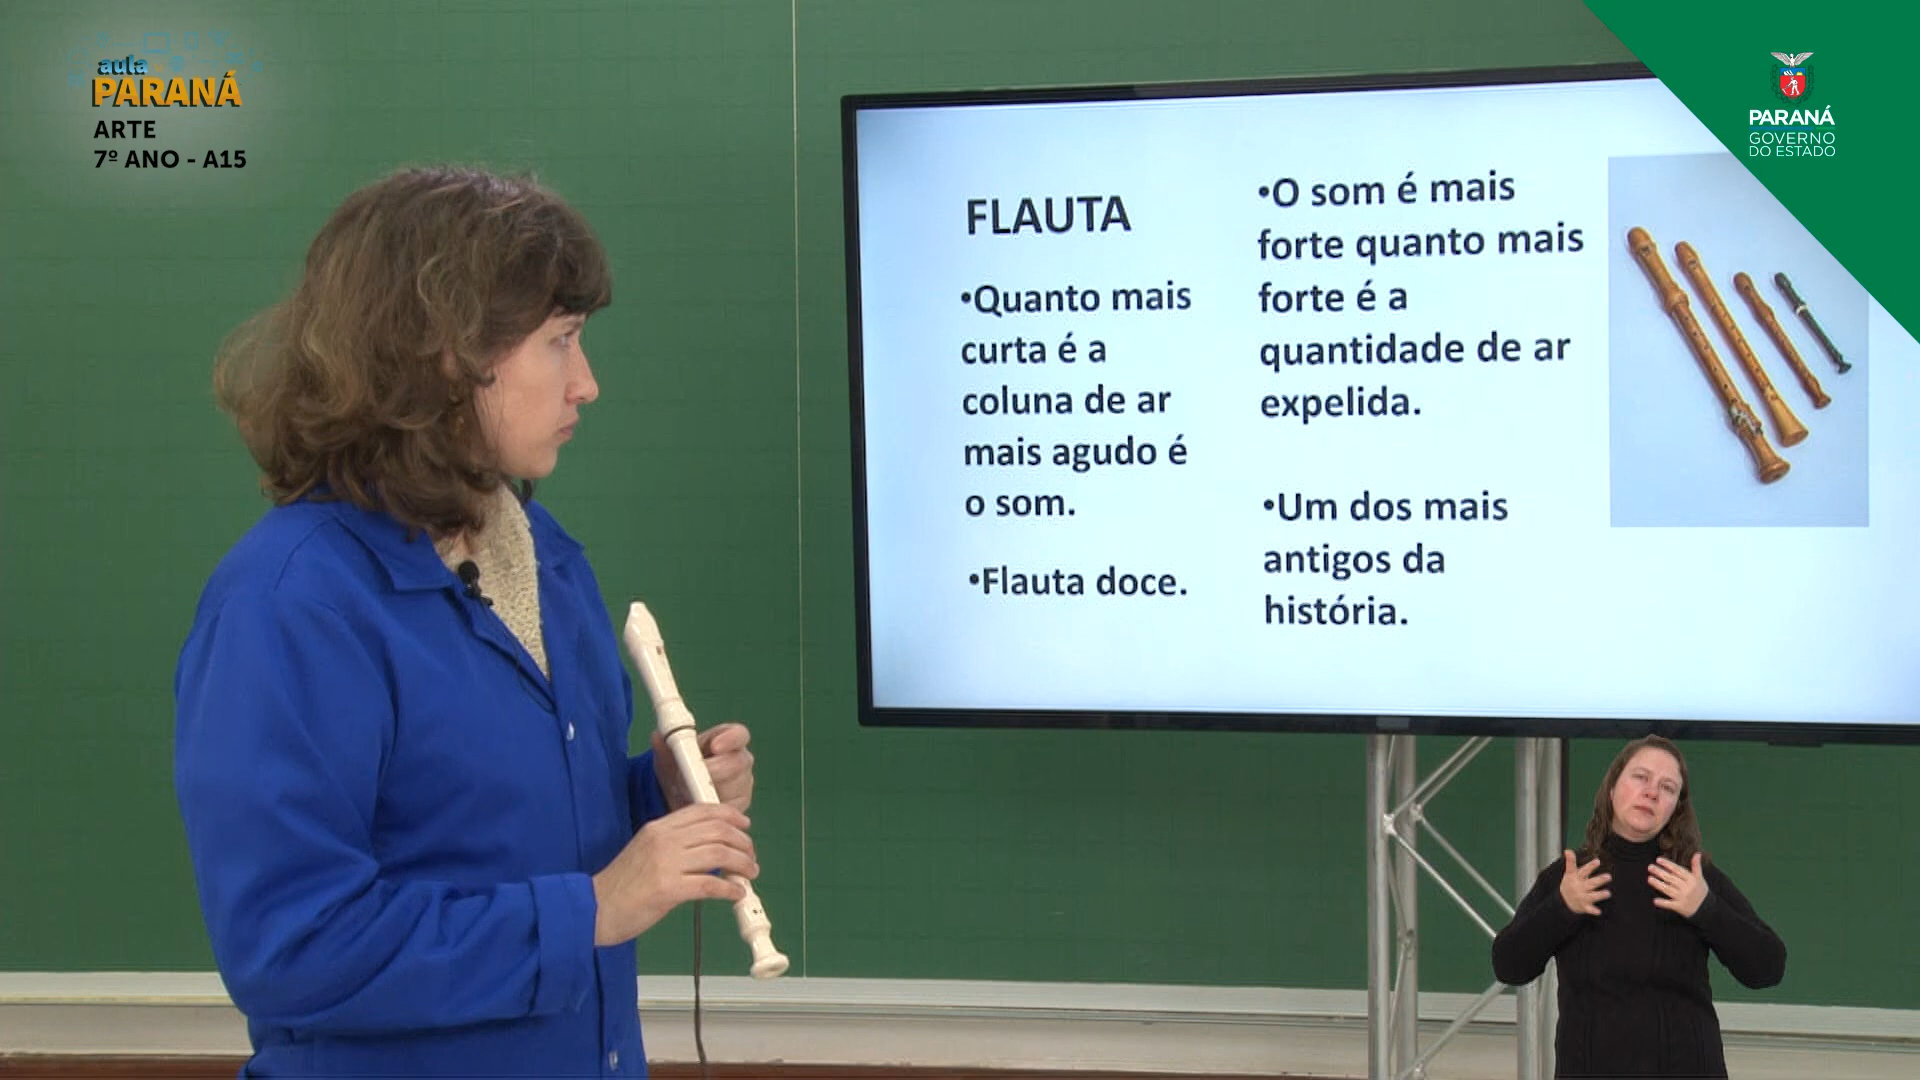 aula
PARANÁ
ARTE
7º ANO - A15
FLAUTA
•Quanto mais
curta é a
coluna de ar
mais agudo é
o som.
•Flauta doce.
•O som é mais
forte quanto mais
forte é a
quantidade de ar
expelida.
•Um dos mais
antigos da
história.
PARANÁ
GOVERNO
DO ESTADO